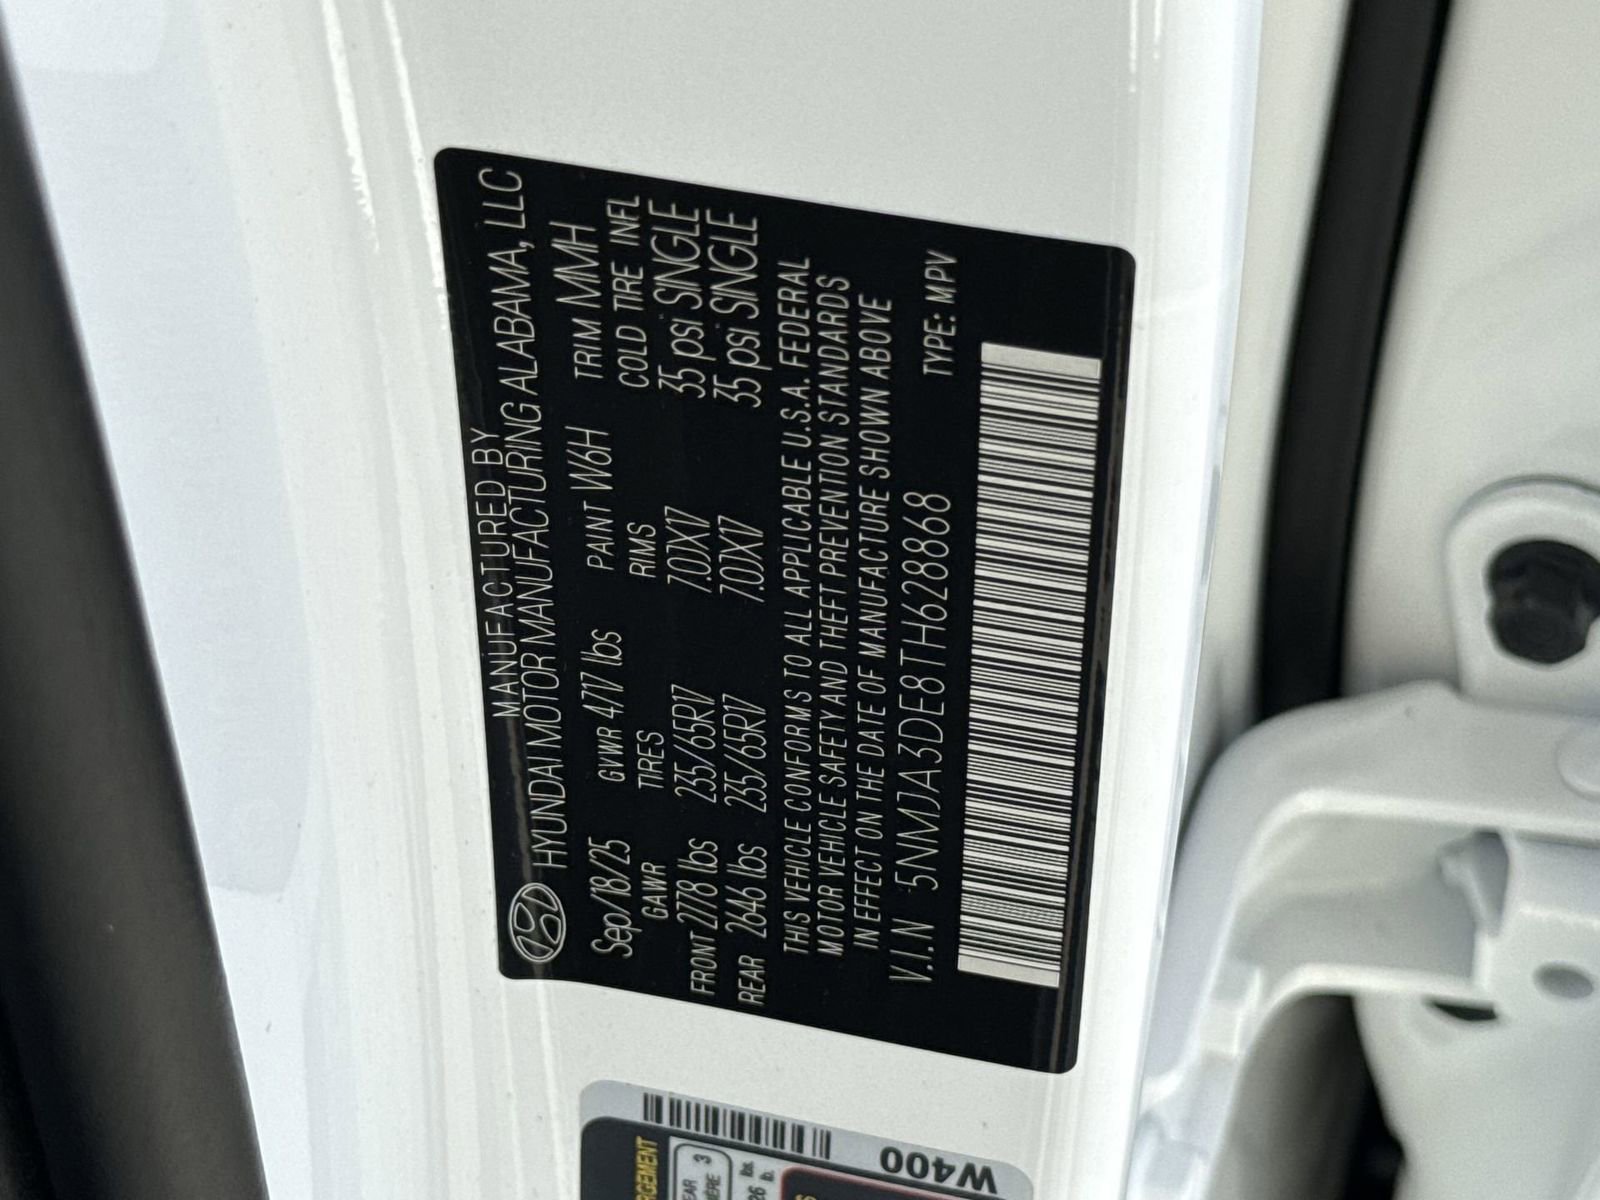 MANUFACTURED BY
HYUNDAI MOTOR MANUFACTURING ALABAMA, LLC
Sep/18/25 GVWR 4717 lbs PAINT W6H TRIM MMH
GAWR TIRES RIMS COLD TIRE INFL
FRONT 2778 lbs 235/65R17 7.0JX17 35 psi SINGLE
REAR 2646 lbs 235/65R17 7.0JX17 35 psi SINGLE
THIS VEHICLE CONFORMS TO ALL APPLICABLE U.S.A. FEDERAL
MOTOR VEHICLE SAFETY AND THEFT PREVENTION STANDARDS
IN EFFECT ON THE DATE OF MANUFACTURE SHOWN ABOVE
V.I.N 5NMJA3DE8TH628868 TYPE: MPV
W400
3